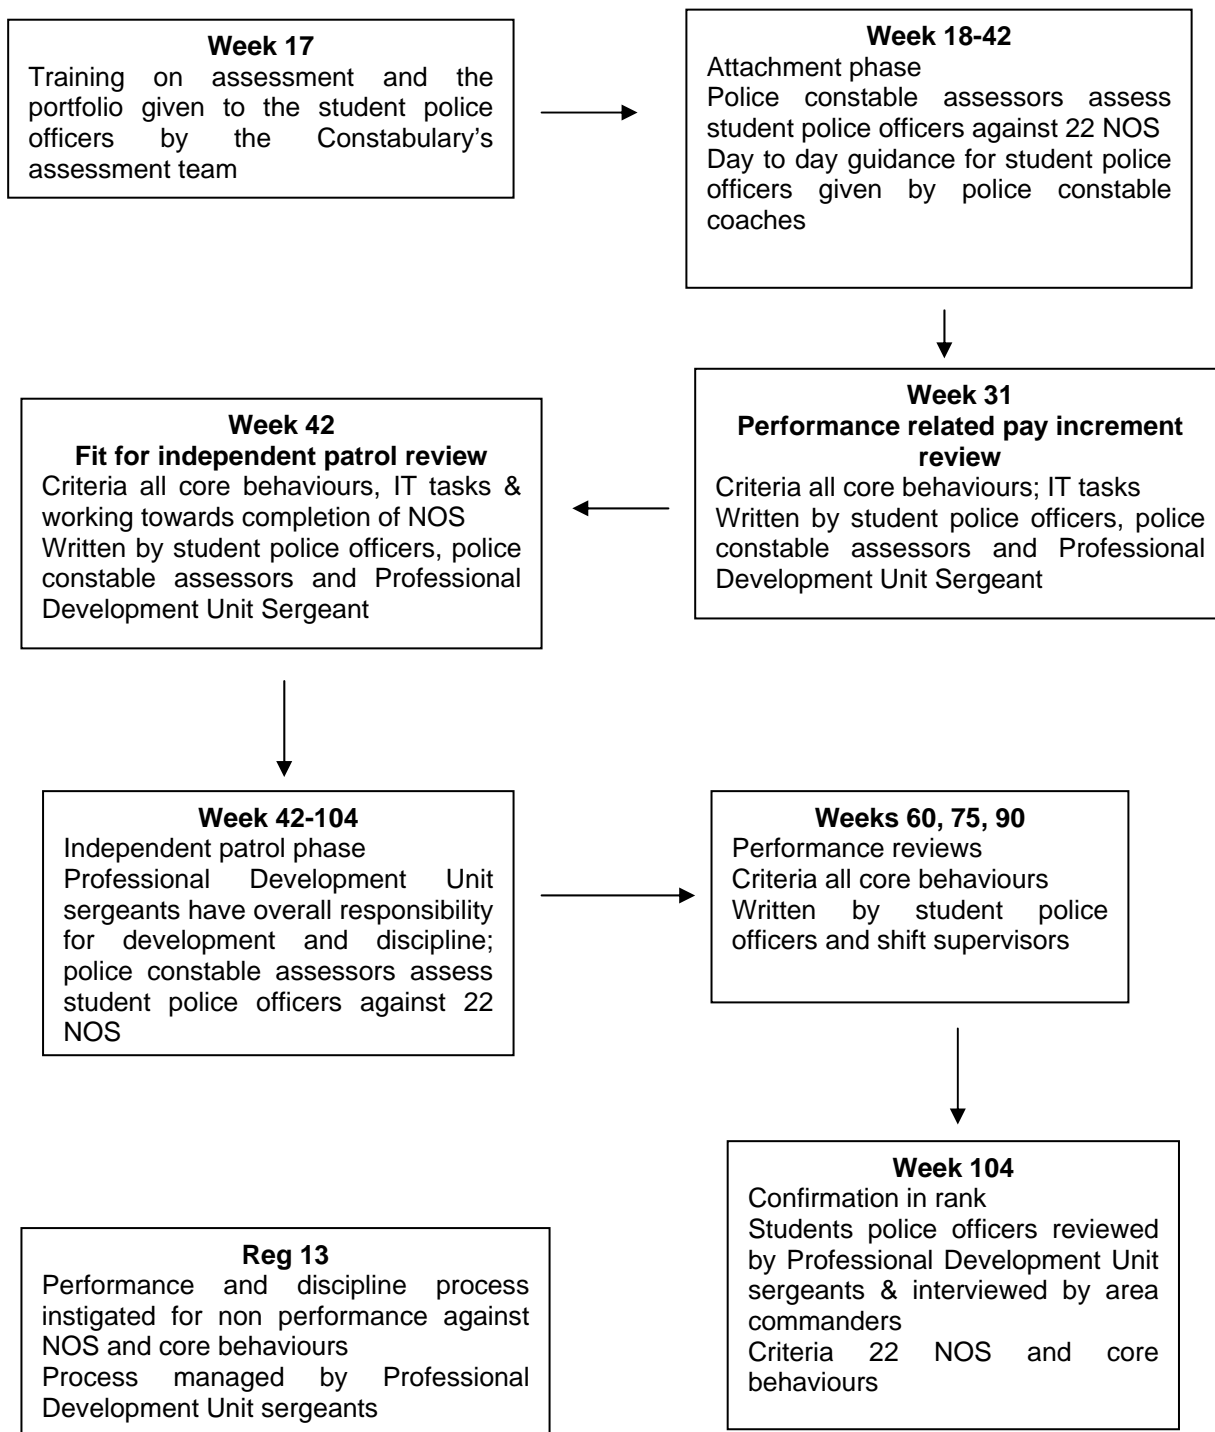 Week 17
Training on assessment and the
portfolio given to the student police
officers by the Constabulary's
assessment team
Week 18-42
Attachment phase
Police constable assessors assess
student police officers against 22 NOS
Day to day guidance for student police
officers given by police constable
coaches
Week 31
Performance related pay increment
review
Criteria all core behaviours; IT tasks
Written by student police officers, police
constable assessors and Professional
Development Unit Sergeant
Week 42
Fit for independent patrol review
Criteria all core behaviours, IT tasks &
working towards completion of NOS
Written by student police officers, police
constable assessors and Professional
Development Unit Sergeant
Week 42-104
Independent patrol phase
Professional Development Unit
sergeants have overall responsibility
for development and discipline;
police constable assessors assess
student police officers against 22
NOS
Weeks 60, 75, 90
Performance reviews
Criteria all core behaviours
Written by student police
officers and shift supervisors
Week 104
Confirmation in rank
Students police officers reviewed
by Professional Development Unit
sergeants & interviewed by area
commanders
Criteria 22 NOS and core
behaviours
Reg 13
Performance and discipline process
instigated for non performance against
NOS and core behaviours
Process managed by Professional
Development Unit sergeants